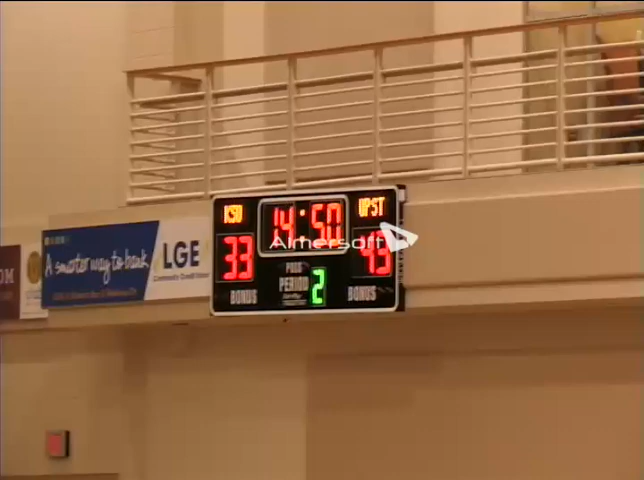 KSU 14:50 UPST
Aimersoft
33 43
POSS
PERIOD 2
BONUS BONUS
A smarter way to bank
LGE
Community Credit Union